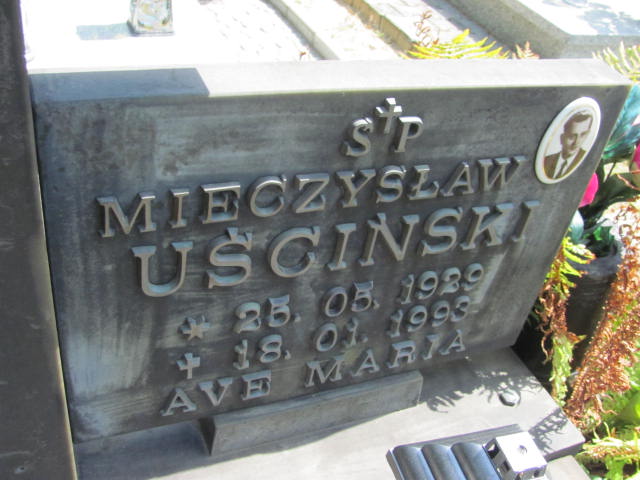 S✝P
MIECZYSŁAW
UŚCIŃSKI
* 25. 05. 1929
✝ 18. 01. 1993
AVE MARIA